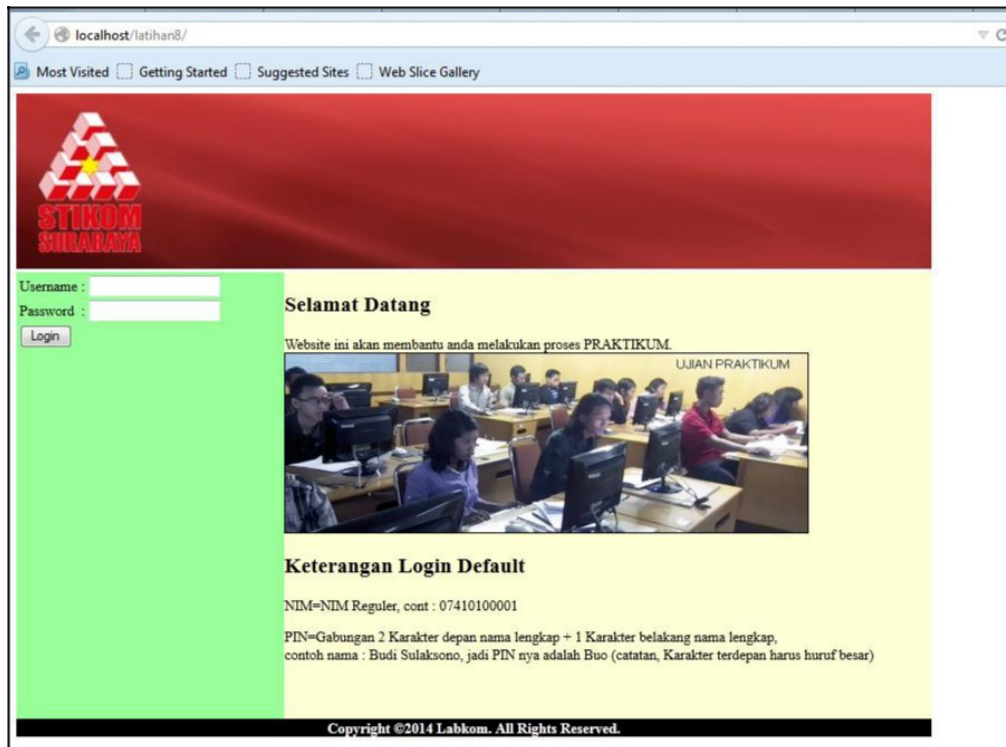 localhost/latihan8/
Most Visited Getting Started Suggested Sites Web Slice Gallery
STIKOM
SURABAYA
Username :
Password :
Login
Selamat Datang
Website ini akan membantu anda melakukan proses PRAKTIKUM.
UJIAN PRAKTIKUM
Keterangan Login Default
NIM=NIM Reguler, cont : 07410100001
PIN=Gabungan 2 Karakter depan nama lengkap + 1 Karakter belakang nama lengkap,
contoh nama : Budi Sulaksono, jadi PIN nya adalah Buo (catatan, Karakter terdepan harus huruf besar)
Copyright ©2014 Labkom. All Rights Reserved.